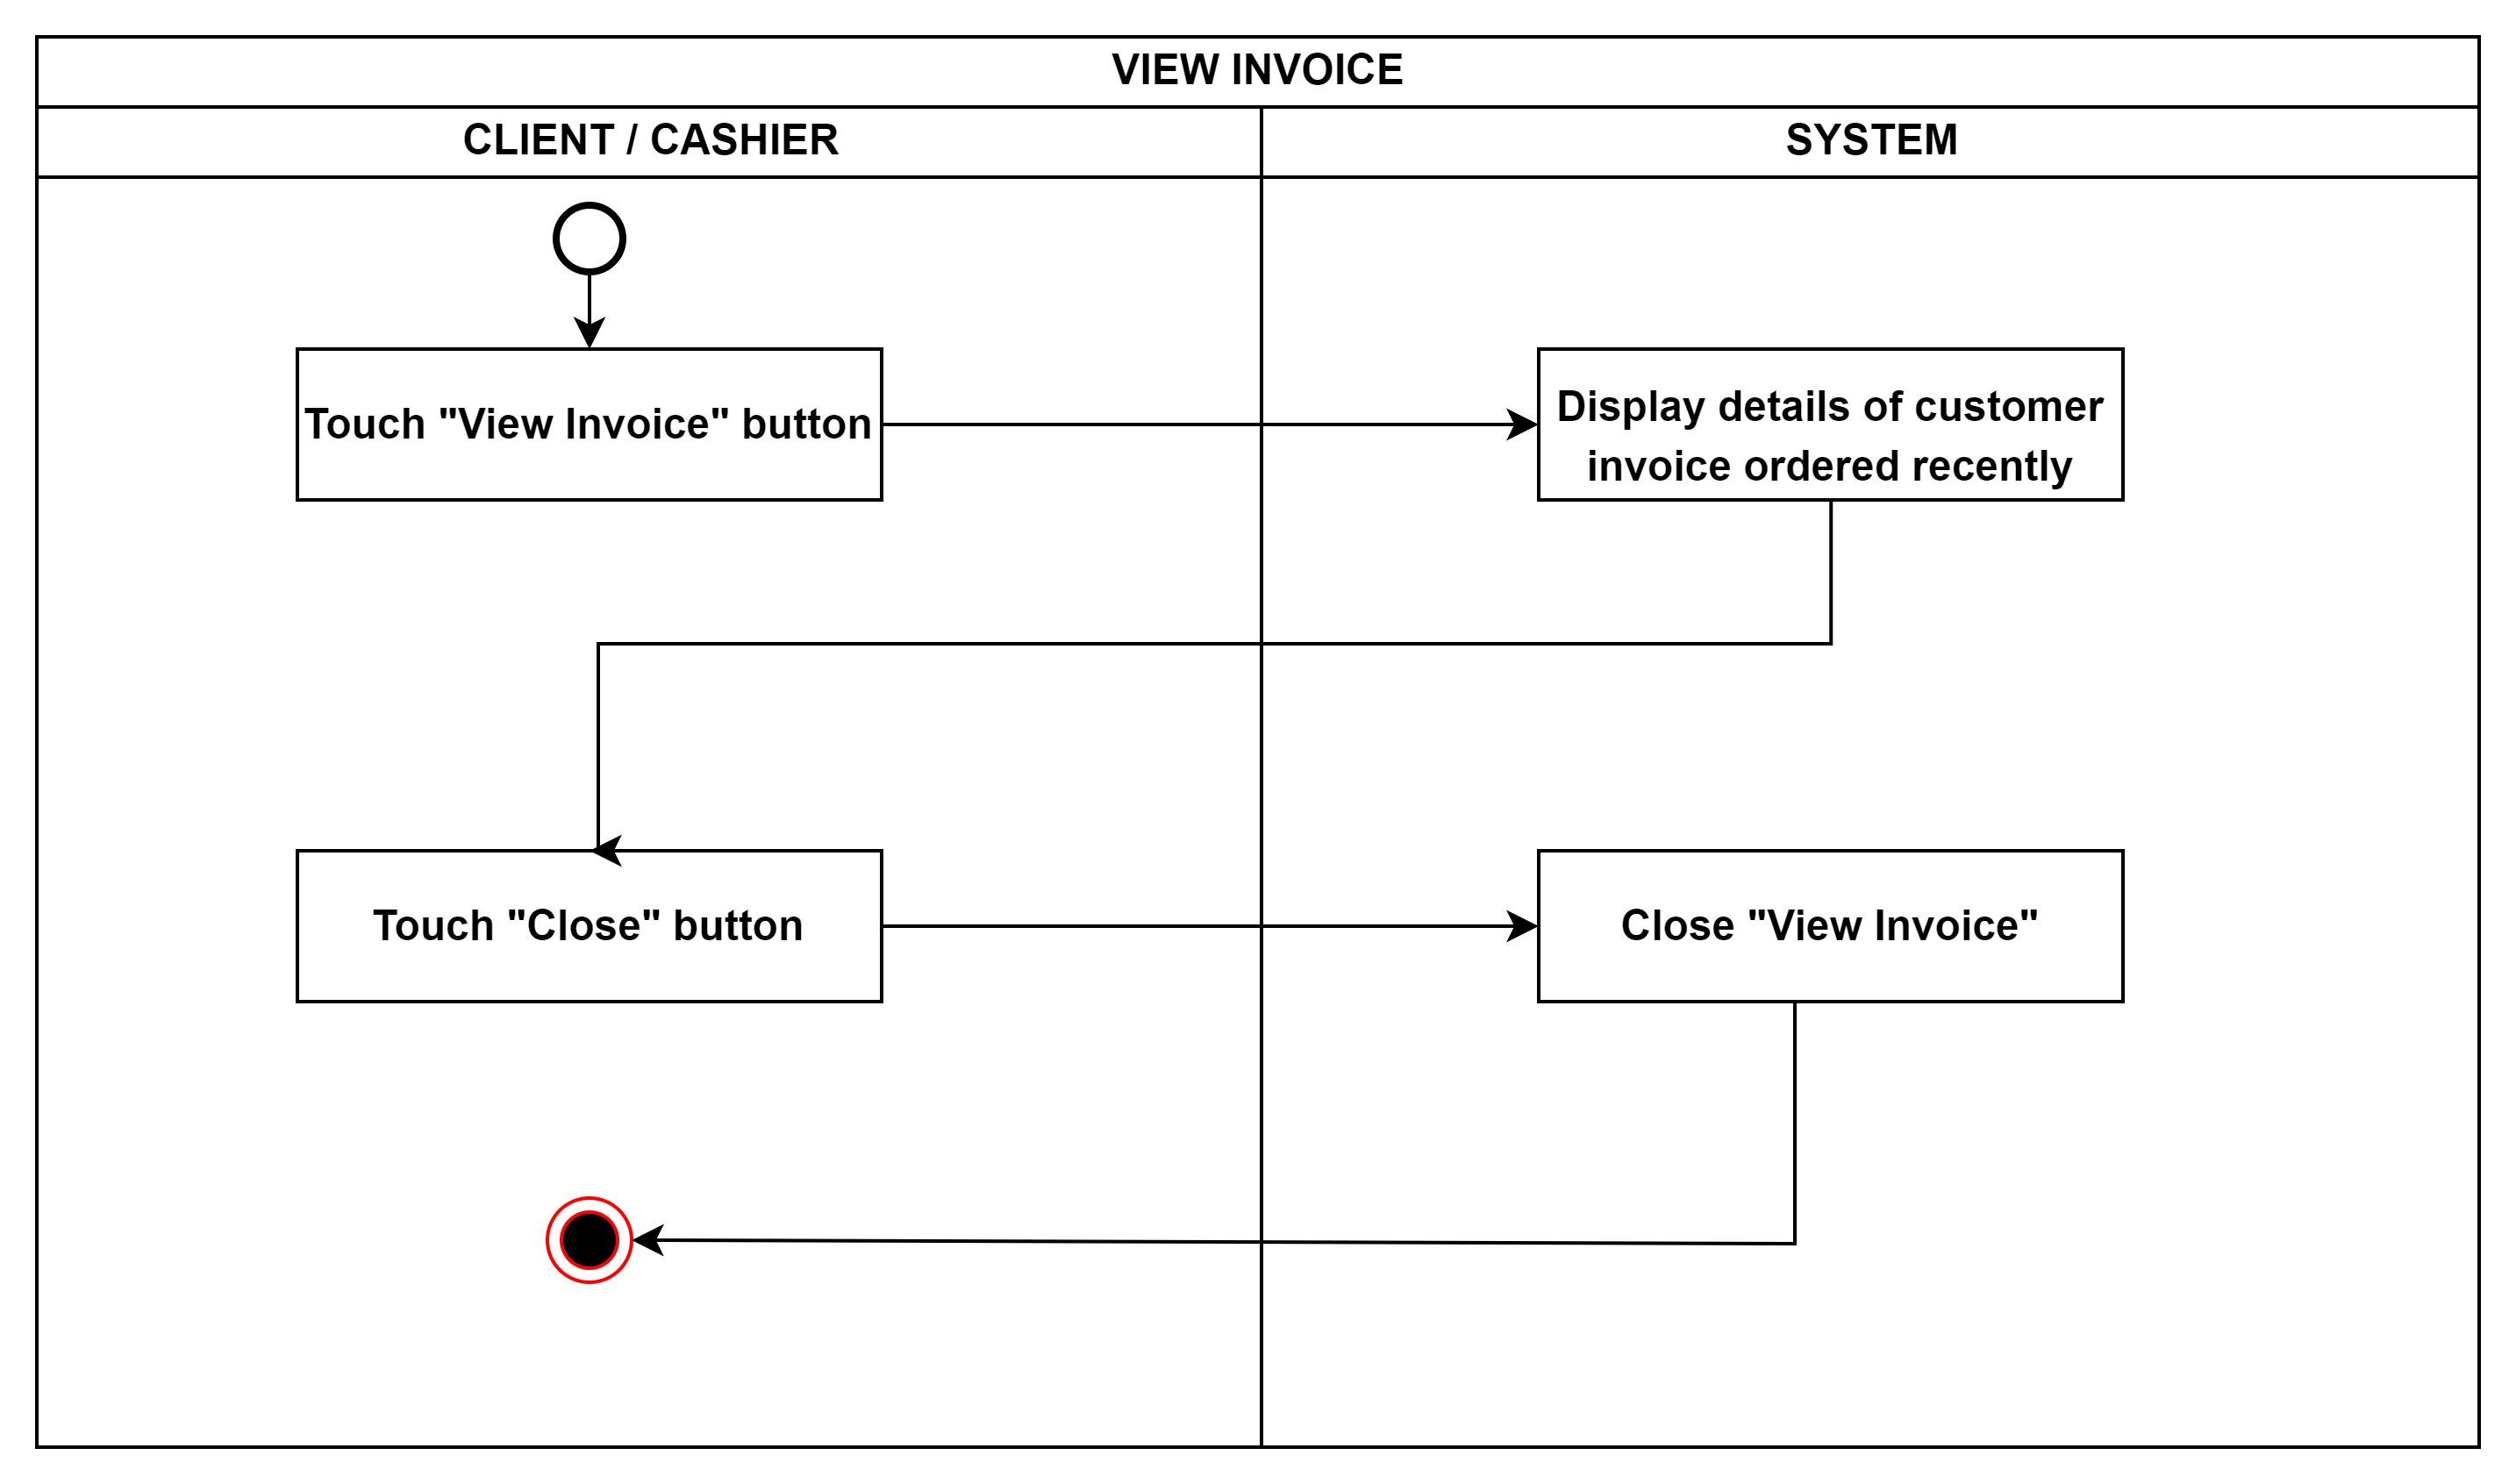 VIEW INVOICE
CLIENT / CASHIER
SYSTEM
Touch "View Invoice" button
Display details of customer
invoice ordered recently
Touch "Close" button
Close "View Invoice"